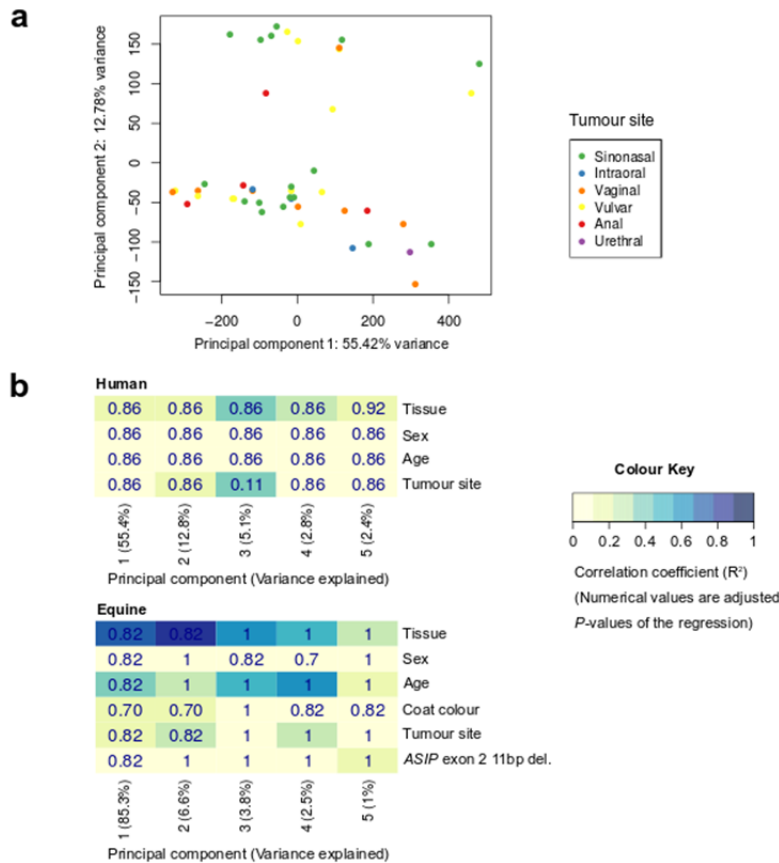 a
Principal component 2: 12.78% variance
150
100
50
0
−50
−100
−150
−200
0
200
400
Principal component 1: 55.42% variance
Tumour site
Sinonasal
Intraoral
Vaginal
Vulvar
Anal
Urethral
b
Human
0.86 0.86 0.86 0.86 0.92 Tissue
0.86 0.86 0.86 0.86 0.86 Sex
0.86 0.86 0.86 0.86 0.86 Age
0.86 0.86 0.11 0.86 0.86 Tumour site
1 (55.4%)
2 (12.8%)
3 (5.1%)
4 (2.8%)
5 (2.4%)
Principal component (Variance explained)
Colour Key
0 0.2 0.4 0.6 0.8 1
Correlation coefficient (R²)
(Numerical values are adjusted
P-values of the regression)
Equine
0.82 0.82 1 1 1 Tissue
0.82 1 0.82 0.7 1 Sex
0.82 1 1 1 1 Age
0.70 0.70 1 0.82 0.82 Coat colour
0.82 0.82 1 1 1 Tumour site
0.82 1 1 1 1 ASIP exon 2 11bp del.
1 (85.3%)
2 (6.6%)
3 (3.8%)
4 (2.5%)
5 (1%)
Principal component (Variance explained)